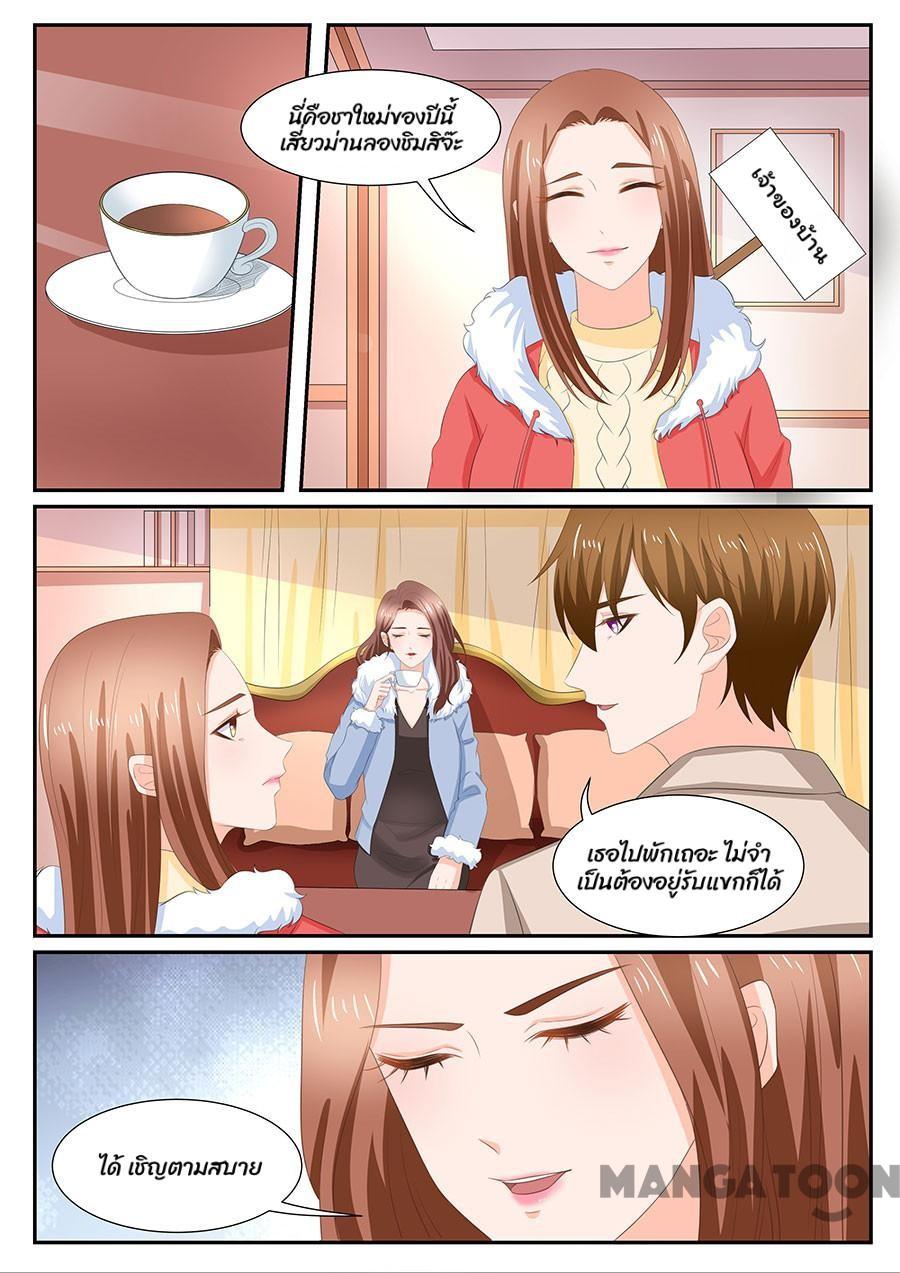 นี่คือชาใหม่ของปีนี้
เสี่ยวม่านลองชิมสิจ๊ะ
เจ้าของบ้าน
เธอไปพักเถอะ ไม่จำ
เป็นต้องอยู่รับแขกก็ได้
ได้ เชิญตามสบาย
MANGATOON